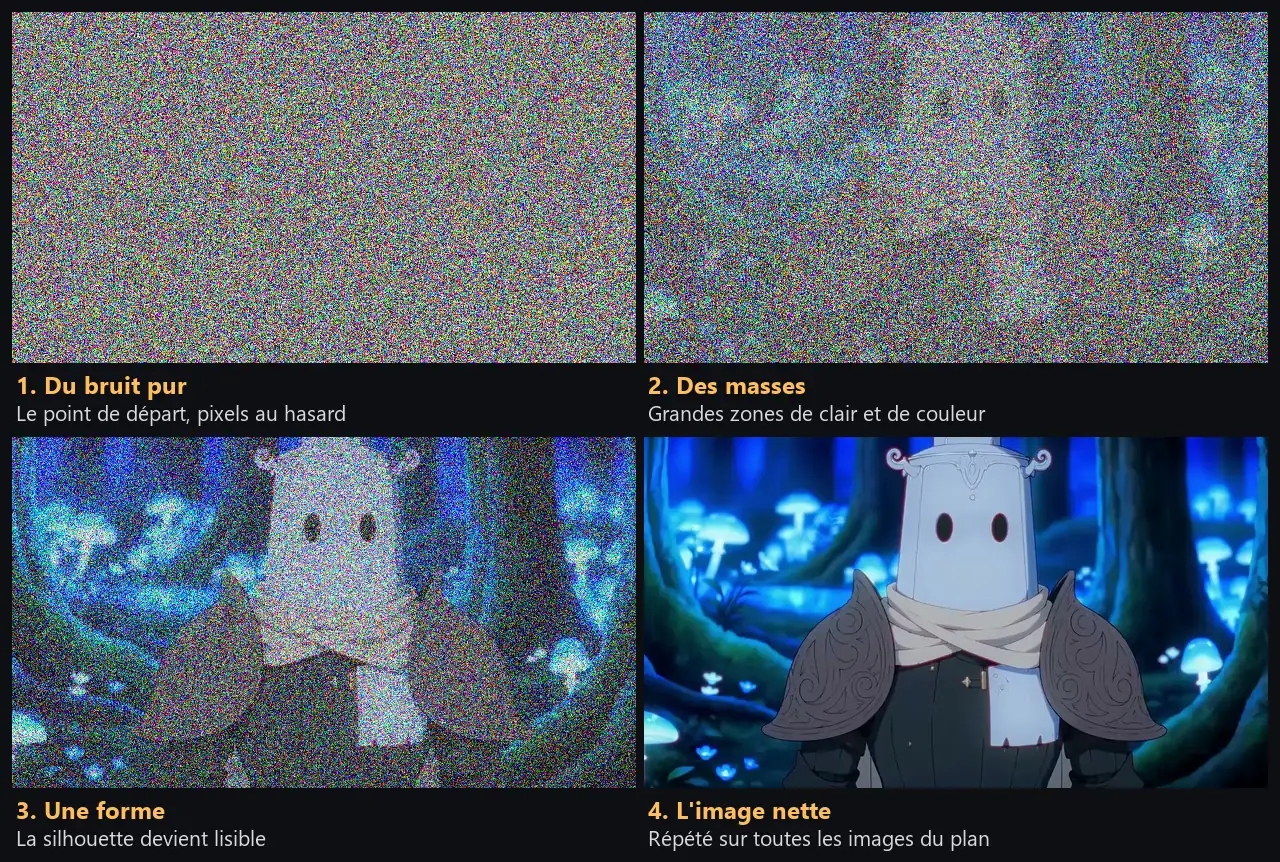 1. Du bruit pur
Le point de départ, pixels au hasard
2. Des masses
Grandes zones de clair et de couleur
3. Une forme
La silhouette devient lisible
4. L'image nette
Répété sur toutes les images du plan